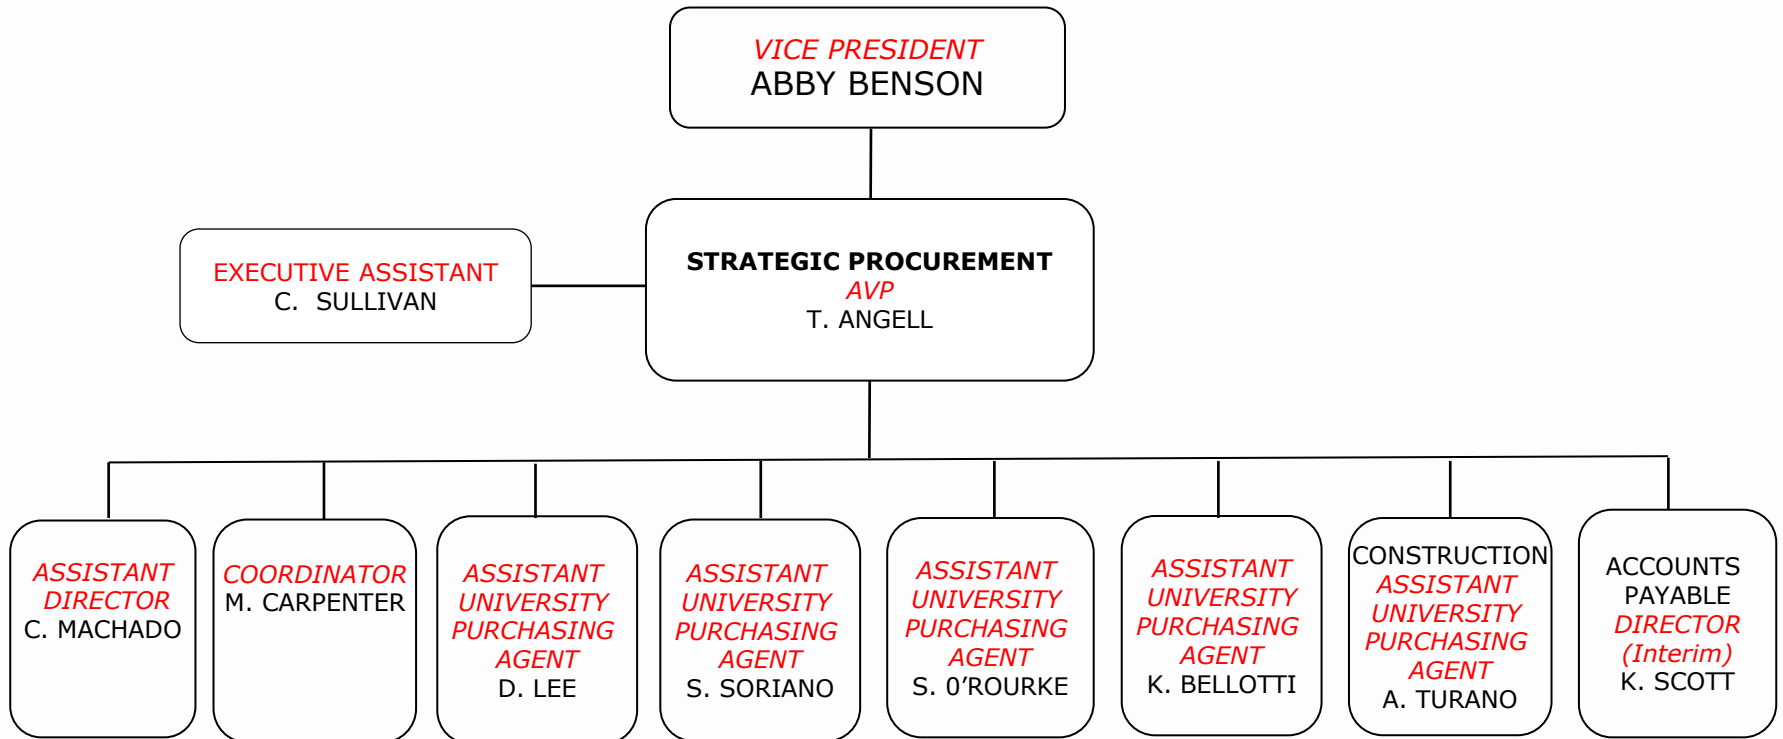 VICE PRESIDENT
ABBY BENSON
EXECUTIVE ASSISTANT
C.  SULLIVAN
STRATEGIC PROCUREMENT
AVP
T. ANGELL
ASSISTANT
DIRECTOR
C. MACHADO
COORDINATOR
M. CARPENTER
ASSISTANT
UNIVERSITY
PURCHASING
AGENT
D. LEE
ASSISTANT
UNIVERSITY
PURCHASING
AGENT
S. SORIANO
ASSISTANT
UNIVERSITY
PURCHASING
AGENT
S. 0’ROURKE
ASSISTANT
UNIVERSITY
PURCHASING
AGENT
K. BELLOTTI
CONSTRUCTION
ASSISTANT
UNIVERSITY
PURCHASING
AGENT
A. TURANO
ACCOUNTS
PAYABLE
DIRECTOR
(Interim)
K. SCOTT